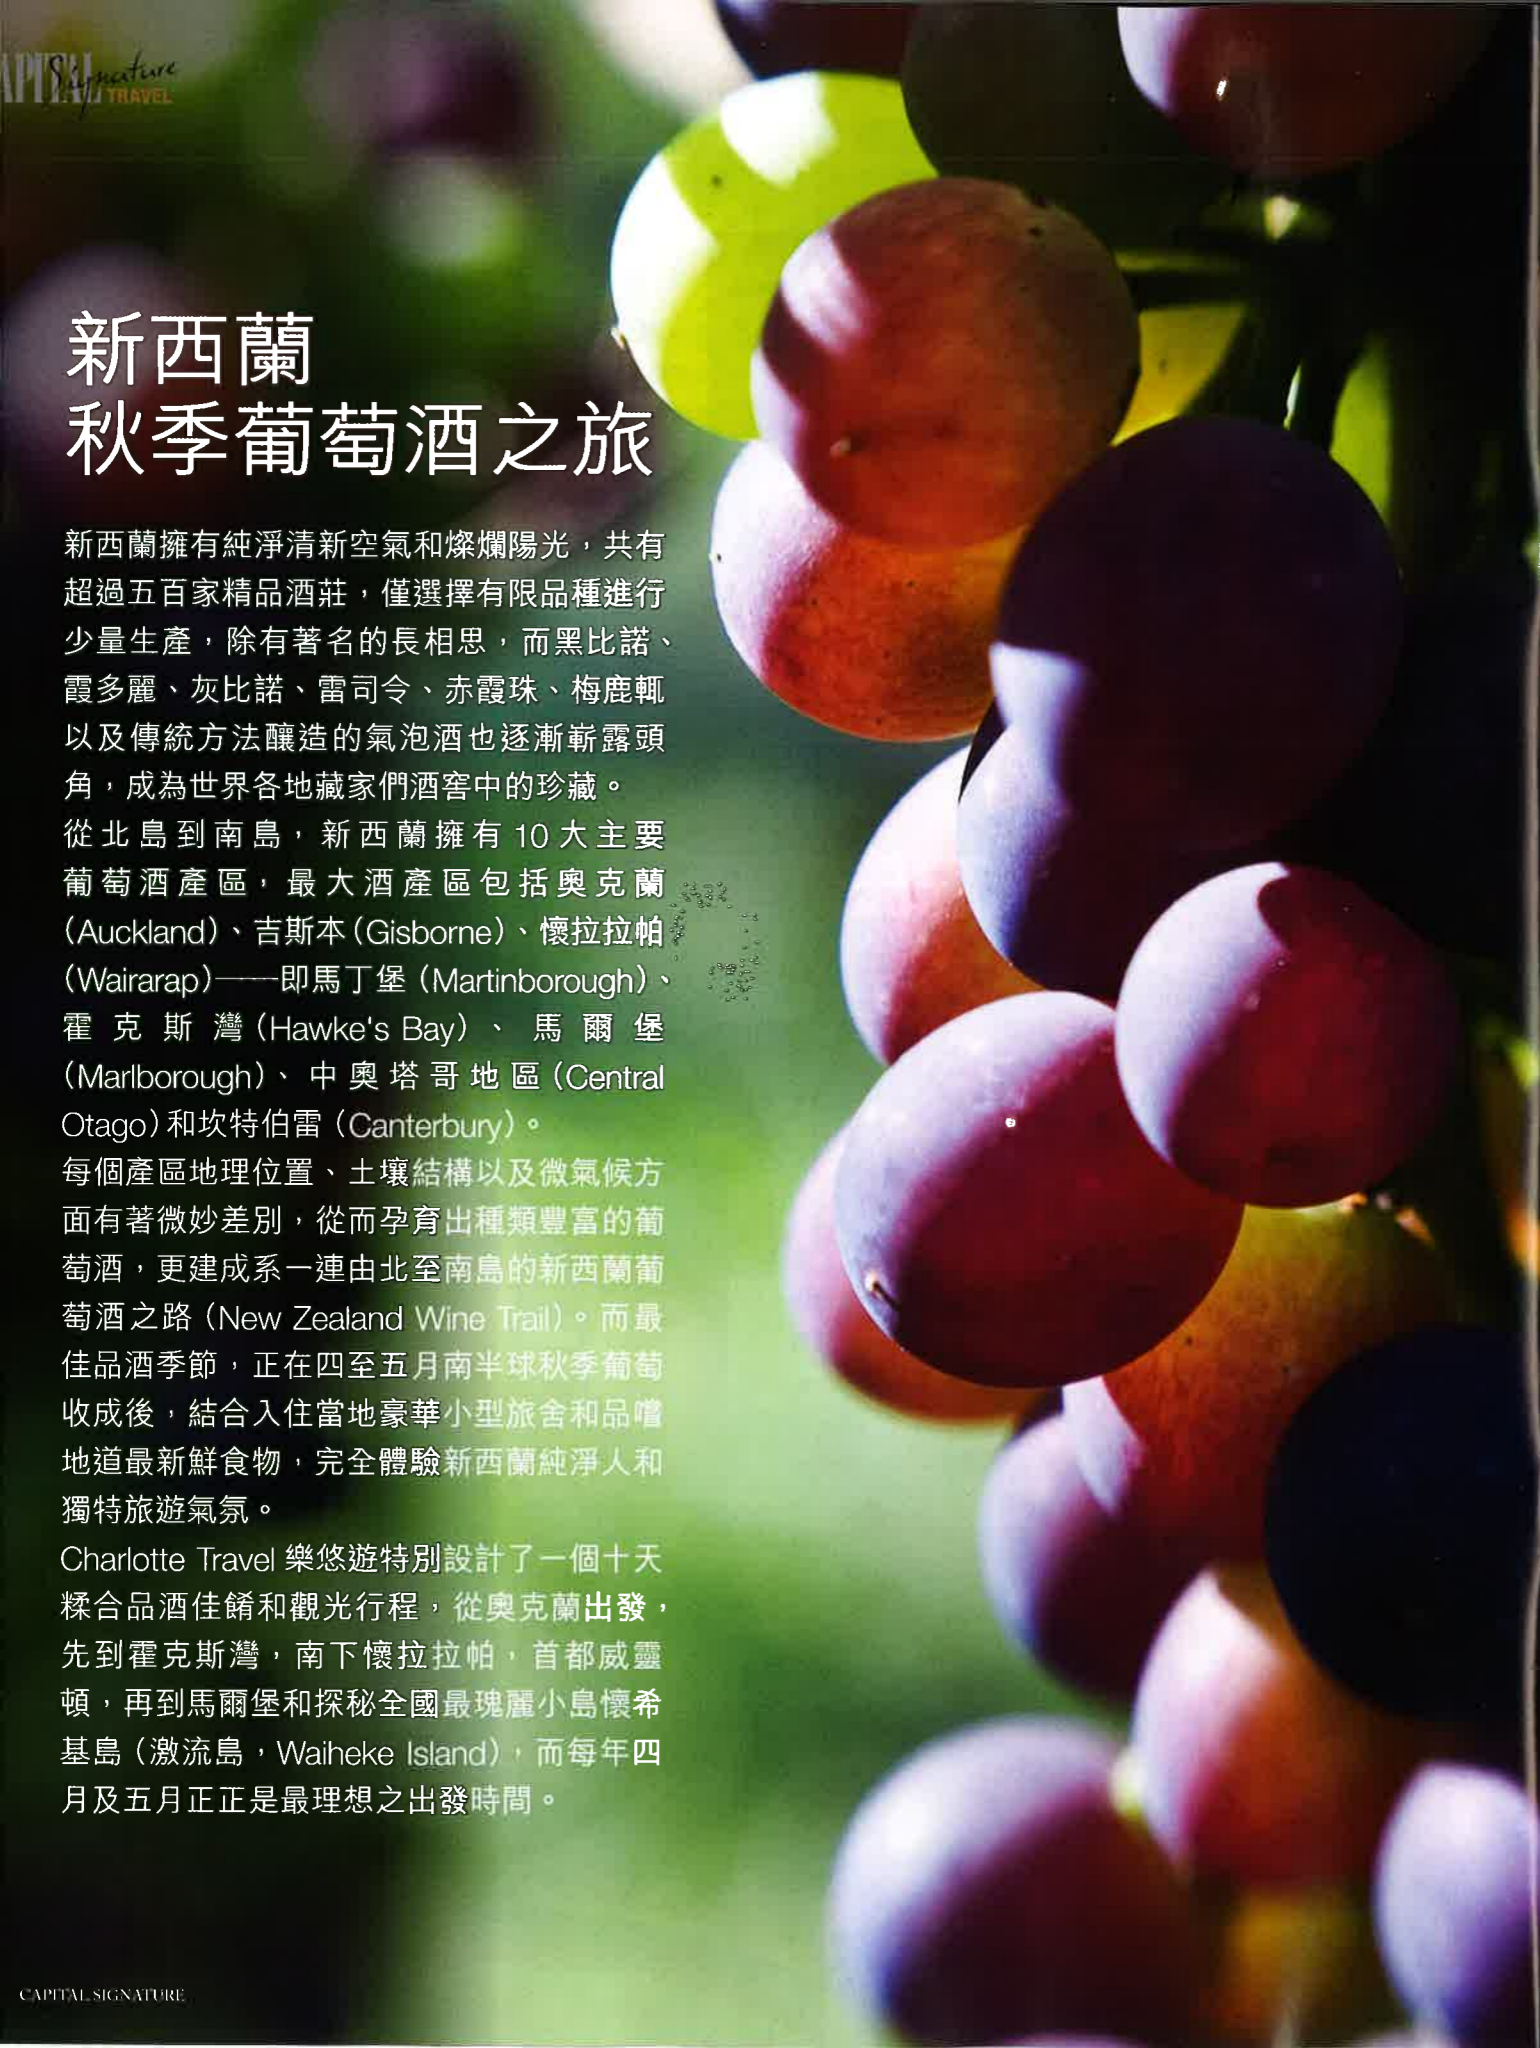 CAPITAL Signature
TRAVEL
新西蘭
秋季葡萄酒之旅
新西蘭擁有純淨清新空氣和燦爛陽光，共有
超過五百家精品酒莊，僅選擇有限品種進行
少量生產，除有著名的長相思，而黑比諾、
霞多麗、灰比諾、雷司令、赤霞珠、梅鹿輒
以及傳統方法釀造的氣泡酒也逐漸嶄露頭
角，成為世界各地藏家們酒窖中的珍藏。
從北島到南島，新西蘭擁有10大主要
葡萄酒產區，最大酒產區包括奧克蘭
（Auckland）、吉斯本（Gisborne）、懷拉拉帕
（Wairarap）——即馬丁堡（Martinborough）、
霍克斯灣（Hawke's Bay）、馬爾堡
（Marlborough）、中奧塔哥地區（Central
Otago）和坎特伯雷（Canterbury）。
每個產區地理位置、土壤結構以及微氣候方
面有著微妙差別，從而孕育出種類豐富的葡
萄酒，更建成系一連由北至南島的新西蘭葡
萄酒之路（New Zealand Wine Trail）。而最
佳品酒季節，正在四至五月南半球秋季葡萄
收成後，結合入住當地豪華小型旅舍和品嚐
地道最新鮮食物，完全體驗新西蘭純淨人和
獨特旅遊氣氛。
Charlotte Travel 樂悠遊特別設計了一個十天
糅合品酒佳餚和觀光行程，從奧克蘭出發，
先到霍克斯灣，南下懷拉拉帕，首都威靈
頓，再到馬爾堡和探秘全國最瑰麗小島懷希
基島（激流島，Waiheke Island），而每年四
月及五月正正是最理想之出發時間。
CAPITAL SIGNATURE